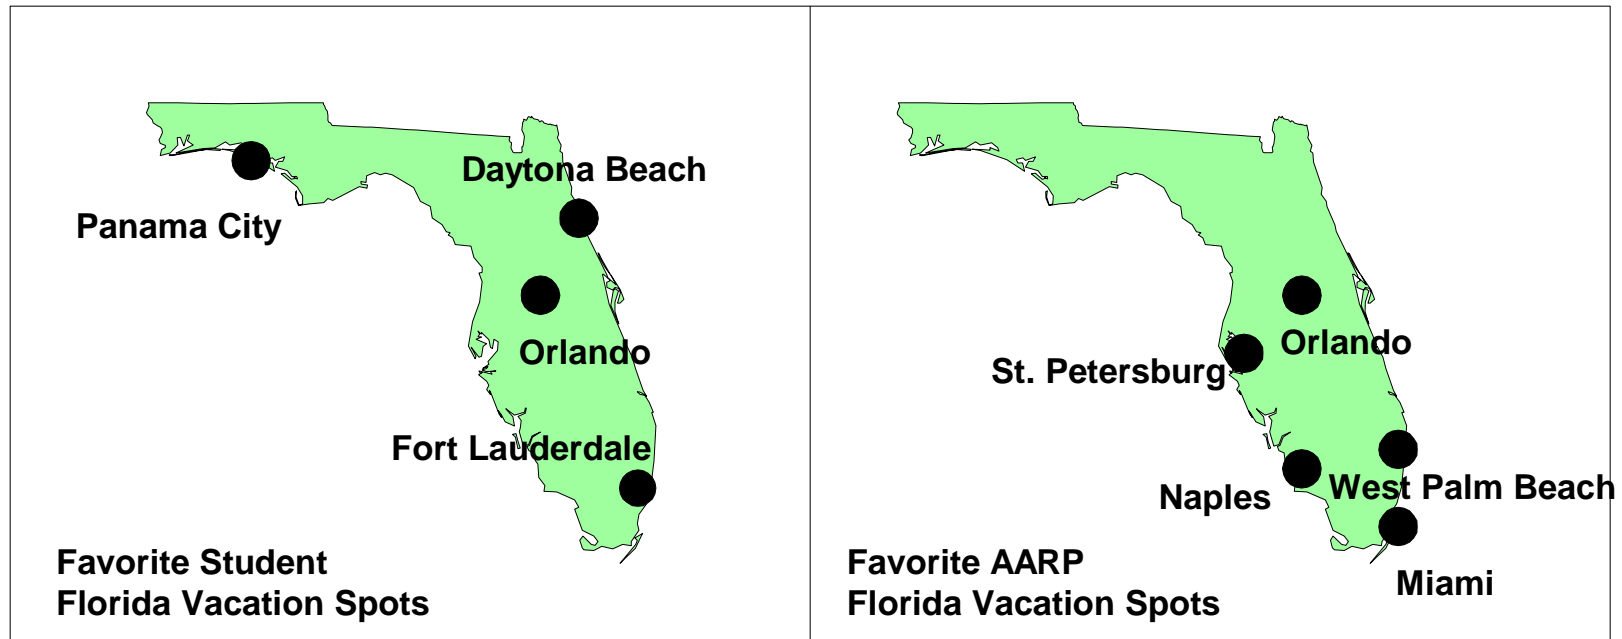 Daytona Beach
Panama City
Orlando
Fort Lauderdale
Favorite Student
Florida Vacation Spots
Orlando
St. Petersburg
West Palm Beach
Naples
Miami
Favorite AARP
Florida Vacation Spots